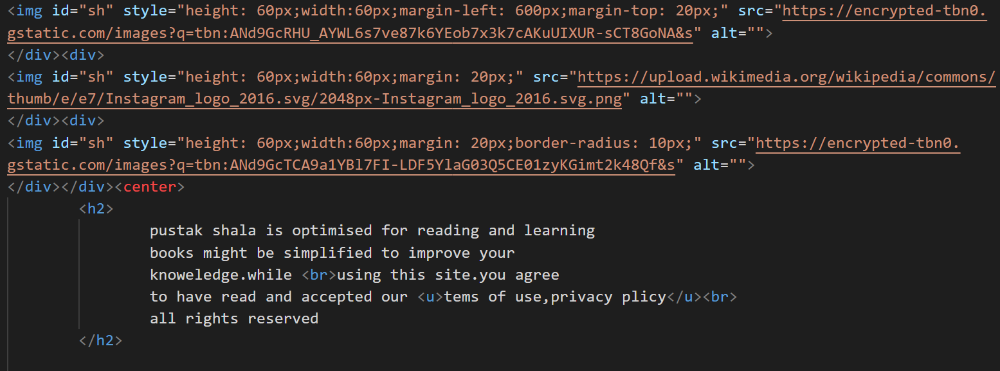 <img id="sh" style="height: 60px;width:60px;margin-left: 600px;margin-top: 20px;" src="https://encrypted-tbn0.
gstatic.com/images?q=tbn:ANd9GcRHU_AYWL6s7ve87k6YEob7x3k7cAKuUIXUR-sCT8GoNA&s" alt="">
</div><div>
<img id="sh" style="height: 60px;width:60px;margin: 20px;" src="https://upload.wikimedia.org/wikipedia/commons/
thumb/e/e7/Instagram_logo_2016.svg/2048px-Instagram_logo_2016.svg.png" alt="">
</div><div>
<img id="sh" style="height: 60px;width:60px;margin: 20px;border-radius: 10px;" src="https://encrypted-tbn0.
gstatic.com/images?q=tbn:ANd9GcTCA9a1YBl7FI-LDF5YlaG03Q5CE01zyKGimt2k48Qf&s" alt="">
</div></div><center>
<h2>
pustak shala is optimised for reading and learning
books might be simplified to improve your
knoweledge.while <br>using this site.you agree
to have read and accepted our <u>tems of use,privacy plicy</u><br>
all rights reserved
</h2>